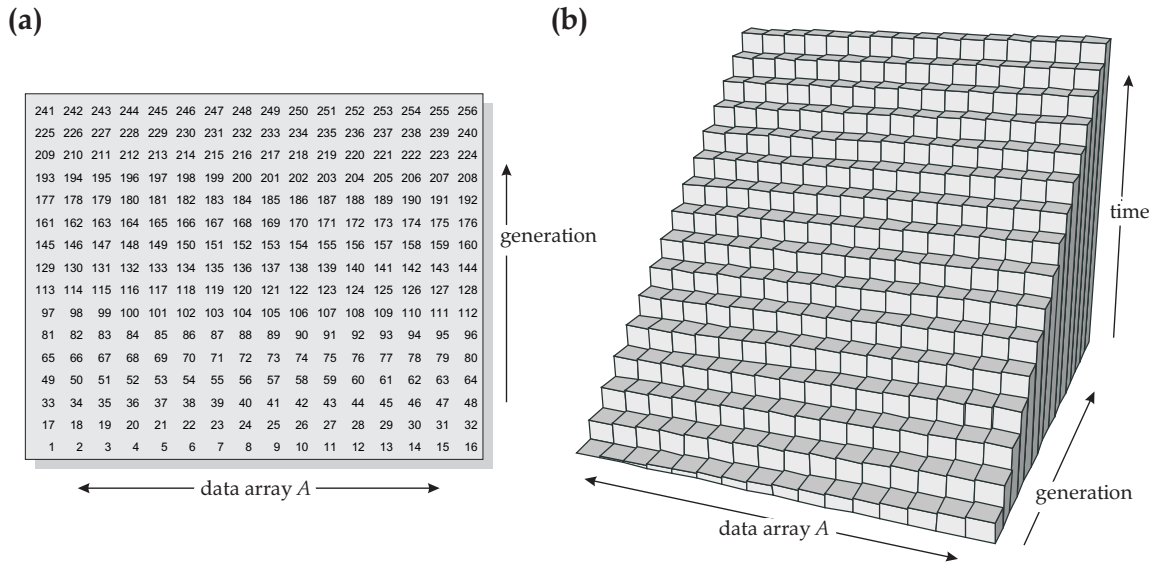 (a)
241 242 243 244 245 246 247 248 249 250 251 252 253 254 255 256
225 226 227 228 229 230 231 232 233 234 235 236 237 238 239 240
209 210 211 212 213 214 215 216 217 218 219 220 221 222 223 224
193 194 195 196 197 198 199 200 201 202 203 204 205 206 207 208
177 178 179 180 181 182 183 184 185 186 187 188 189 190 191 192
161 162 163 164 165 166 167 168 169 170 171 172 173 174 175 176
145 146 147 148 149 150 151 152 153 154 155 156 157 158 159 160
129 130 131 132 133 134 135 136 137 138 139 140 141 142 143 144
113 114 115 116 117 118 119 120 121 122 123 124 125 126 127 128
97 98 99 100 101 102 103 104 105 106 107 108 109 110 111 112
81 82 83 84 85 86 87 88 89 90 91 92 93 94 95 96
65 66 67 68 69 70 71 72 73 74 75 76 77 78 79 80
49 50 51 52 53 54 55 56 57 58 59 60 61 62 63 64
33 34 35 36 37 38 39 40 41 42 43 44 45 46 47 48
17 18 19 20 21 22 23 24 25 26 27 28 29 30 31 32
1 2 3 4 5 6 7 8 9 10 11 12 13 14 15 16
generation
data array A
(b)
time
generation
data array A